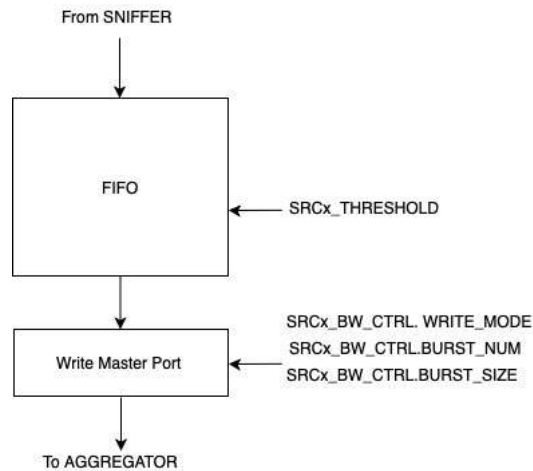 From SNIFFER
FIFO
SRCx_THRESHOLD
SRCx_BW_CTRL. WRITE_MODE
SRCx_BW_CTRL.BURST_NUM
Write Master Port
SRCx_BW_CTRL.BURST_SIZE
To AGGREGATOR